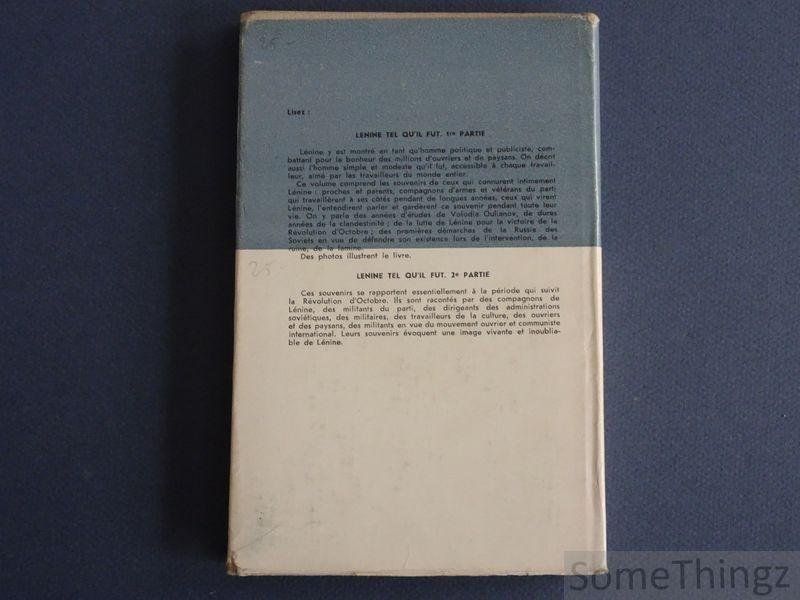 25-
Lisez :
LENINE TEL QU'IL FUT. 1re PARTIE
Lénine y est montré en tant qu'homme politique et publiciste, com-
battant pour le bonheur des millions d'ouvriers et de paysans. On décrit
aussi l'homme simple et modeste qu'il fut, accessible à chaque travail-
leur, aimé par les travailleurs du monde entier.
Ce volume comprend les souvenirs de ceux qui connurent intimement
Lénine : proches et parents, compagnons d'armes et vétérans du parti
qui travaillèrent à ses côtés pendant de longues années, ceux qui virent
Lénine, l'entendirent parler et gardèrent ce souvenir pendant toute leur
vie. On y parle des années d'études de Volodia Oulianov, de dures
années de la clandestinité ; de la lutte de Lénine pour la victoire de la
Révolution d'Octobre ; des premières démarches de la Russie des
Soviets en vue de défendre son existence lors de l'intervention, de la
ruine, de la famine.
Des photos illustrent le livre.
25-
LENINE TEL QU'IL FUT. 2e PARTIE
Ces souvenirs se rapportent essentiellement à la période qui suivit
la Révolution d'Octobre. Ils sont racontés par des compagnons de
Lénine, des militants du parti, des dirigeants des administrations
soviétiques, des militaires, des travailleurs de la culture, des ouvriers
et des paysans, des militants en vue du mouvement ouvrier et communiste
international. Leurs souvenirs évoquent une image vivante et inoublia-
ble de Lénine.
SomeThingz